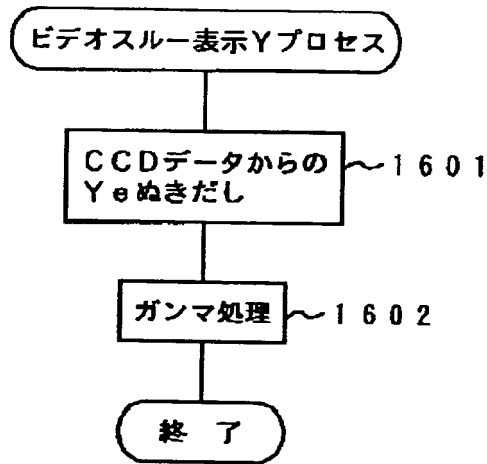 ビデオスルー表示Yプロセス
CCDデータからの
Yeぬきだし
1601
ガンマ処理
1602
終 了